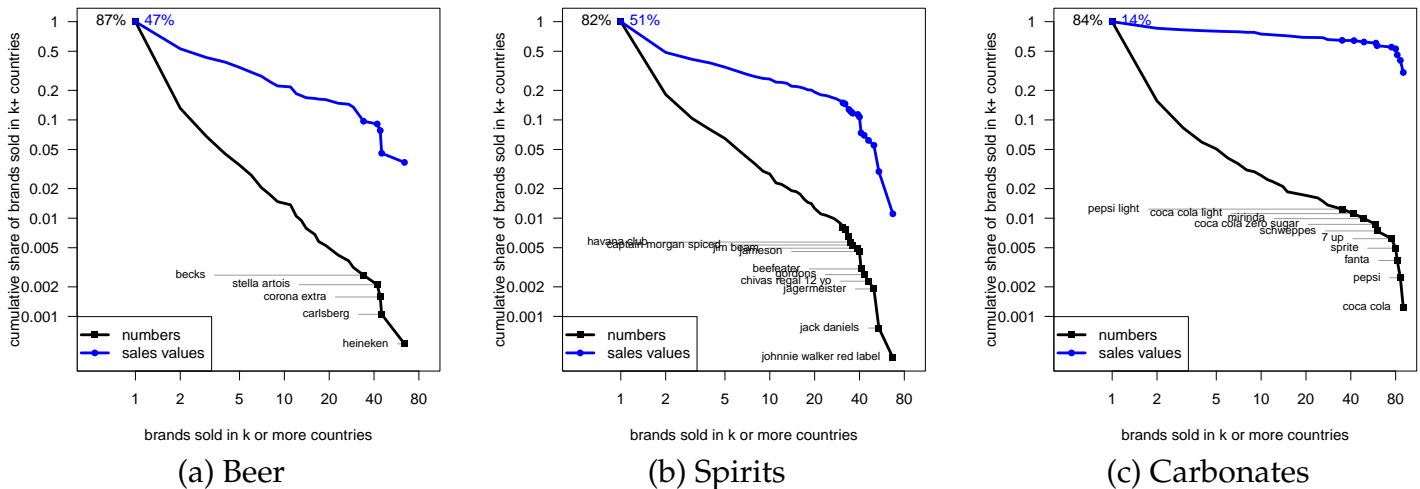 cumulative share of brands sold in k+ countries
87%
47%
1
0.5
0.2
0.1
0.05
0.02
0.01
0.005
0.002
0.001
becks
stella artois
corona extra
carlsberg
heineken
numbers
sales values
1 2 5 10 20 40 80
brands sold in k or more countries
(a) Beer
cumulative share of brands sold in k+ countries
82%
51%
1
0.5
0.2
0.1
0.05
0.02
0.01
0.005
0.002
0.001
havana club
captain morgan spiced
jim beam
jameson
beefeater
gordons
chivas regal 12 yo
jagermeister
jack daniels
johnnie walker red label
numbers
sales values
1 2 5 10 20 40 80
brands sold in k or more countries
(b) Spirits
cumulative share of brands sold in k+ countries
84%
14%
1
0.5
0.2
0.1
0.05
0.02
0.01
0.005
0.002
0.001
pepsi light
coca cola light
mirinda
coca cola zero sugar
schweppes
7 up
sprite
fanta
pepsi
coca cola
numbers
sales values
1 2 5 10 20 40 80
brands sold in k or more countries
(c) Carbonates